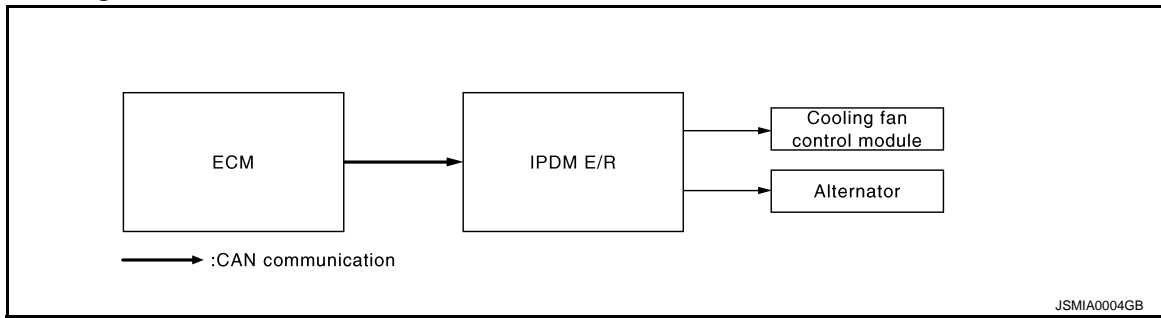 ECM
IPDM E/R
Cooling fan
control module
Alternator
:CAN communication
JSMIA0004GB